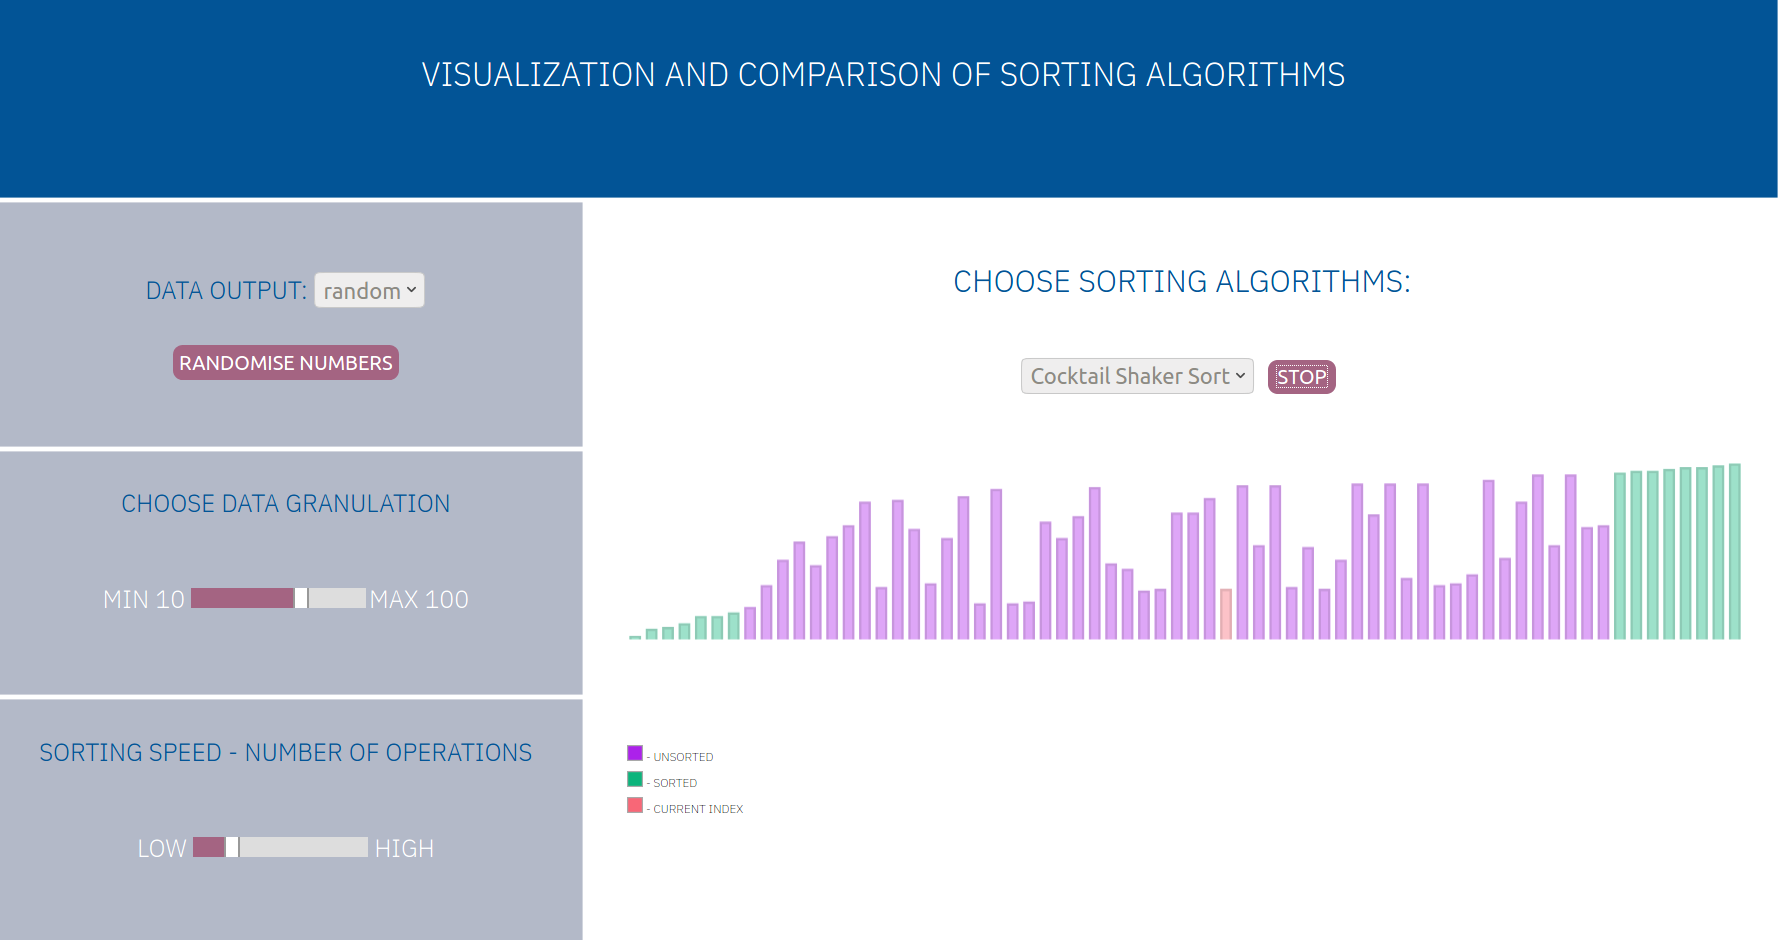 VISUALIZATION AND COMPARISON OF SORTING ALGORITHMS
DATA OUTPUT: random
RANDOMISE NUMBERS
CHOOSE DATA GRANULATION
MIN 10 MAX 100
SORTING SPEED - NUMBER OF OPERATIONS
LOW HIGH
CHOOSE SORTING ALGORITHMS:
Cocktail Shaker Sort STOP
- UNSORTED
- SORTED
- CURRENT INDEX